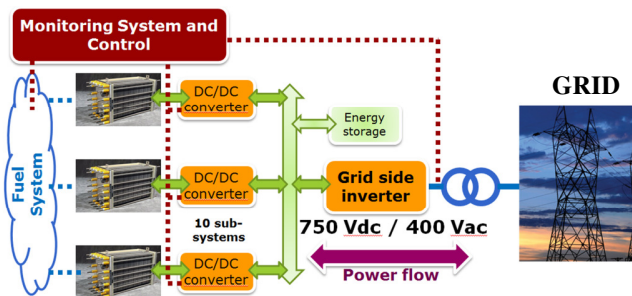 Monitoring System and
Control
GRID
DC/DC
converter
Energy
storage
Fuel
System
DC/DC
converter
Grid side
inverter
10 sub-
systems
750 Vdc / 400 Vac
DC/DC
converter
Power flow